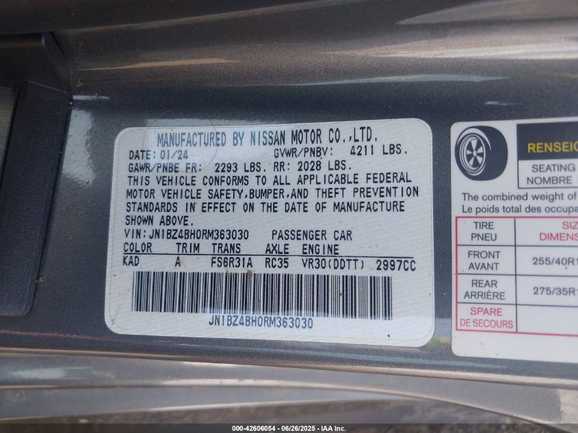 MANUFACTURED BY NISSAN MOTOR CO.,LTD.
DATE: 01/24 GVWR/PNBV: 4211 LBS.
GAWR/PNBE FR: 2293 LBS. RR: 2028 LBS.
THIS VEHICLE CONFORMS TO ALL APPLICABLE FEDERAL
MOTOR VEHICLE SAFETY,BUMPER,AND THEFT PREVENTION
STANDARDS IN EFFECT ON THE DATE OF MANUFACTURE
SHOWN ABOVE.
VIN: JN1BZ4BH0RM363030 PASSENGER CAR
COLOR TRIM TRANS AXLE ENGINE
KAD A FS6R31A RC35 VR30(DDTT) 2997CC
JN1BZ4BH0RM363030
RENSEIGN
SEATING
NOMBRE
The combined weight of
Le poids total des occup
TIRE
PNEU
SIZ
DIMENS
FRONT
AVANT
255/40R1
REAR
ARRIÈRE
275/35R1
SPARE
DE SECOURS
000-42606054 | 06/26/2025 | IAA Inc.